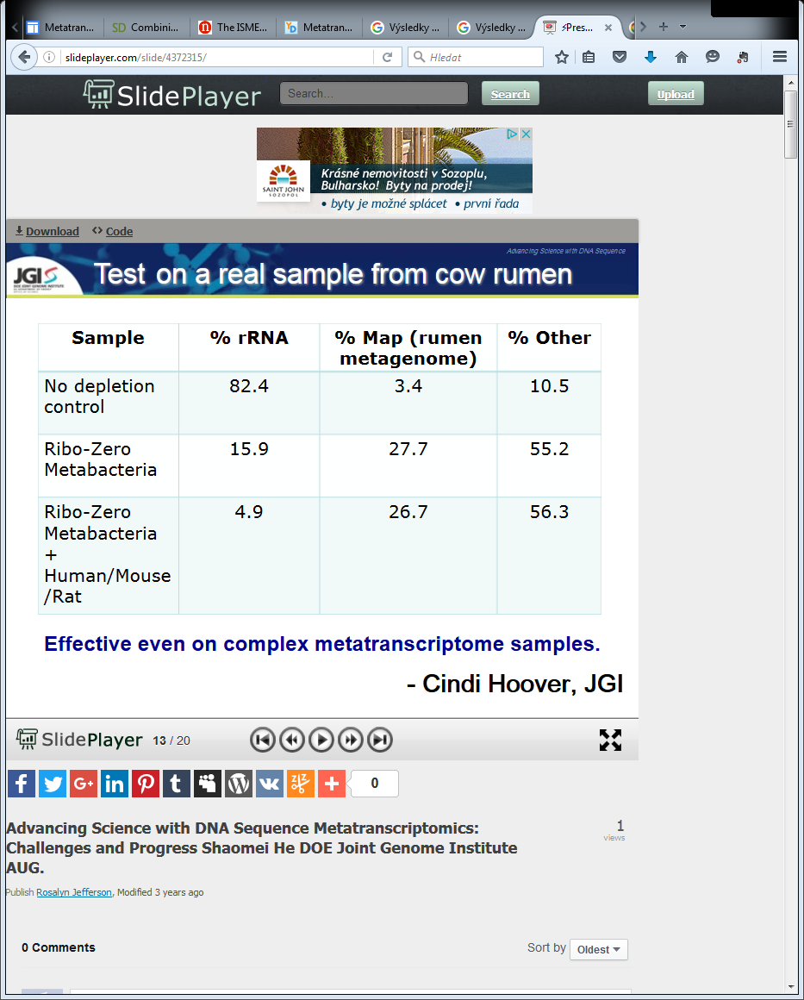 Metatran...
SD Combini...
The ISME...
Metatran...
Výsledky ...
Výsledky ...
⚡Pres...
slideplayer.com/slide/4372315/
Hledat
SlidePlayer
Search...
Search
Upload
SAINT JOHN
SOZOPOL
Krásné nemovitosti v Sozoplu,
Bulharsko! Byty na prodej!
• byty je možné splácet • první řada
Download
Code
Advancing Science with DNA Sequence
JGI
Test on a real sample from cow rumen
Sample % rRNA % Map (rumen metagenome) % Other
No depletion control 82.4 3.4 10.5
Ribo-Zero Metabacteria 15.9 27.7 55.2
Ribo-Zero Metabacteria + Human/Mouse/Rat 4.9 26.7 56.3
Effective even on complex metatranscriptome samples.
- Cindi Hoover, JGI
SlidePlayer 13 / 20
0
Advancing Science with DNA Sequence Metatranscriptomics:
Challenges and Progress Shaomei He DOE Joint Genome Institute
AUG.
1
views
Publish Rosalyn Jefferson, Modified 3 years ago
0 Comments
Sort by Oldest